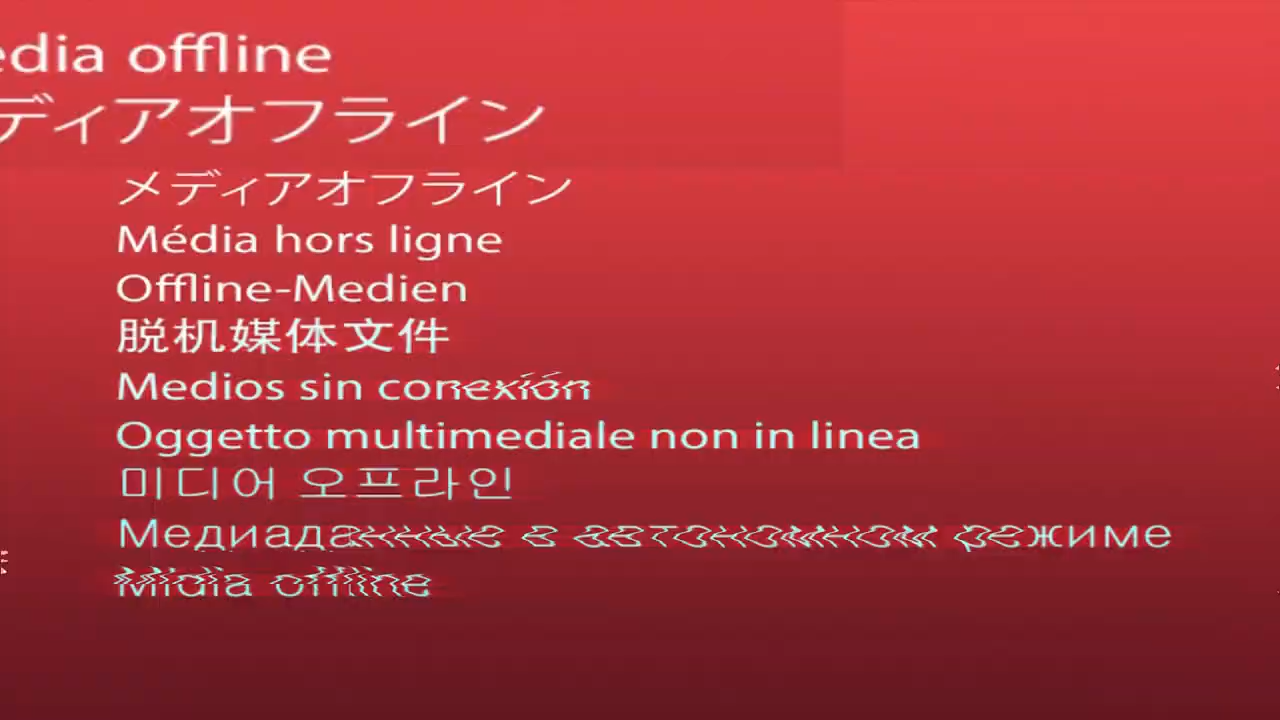 edia offline
ディアオフライン
メディアオフライン
Média hors ligne
Offline-Medien
脱机媒体文件
Medios sin conexión
Oggetto multimediale non in linea
미디어 오프라인
Медиаданные в автономном режиме
Mídia offline